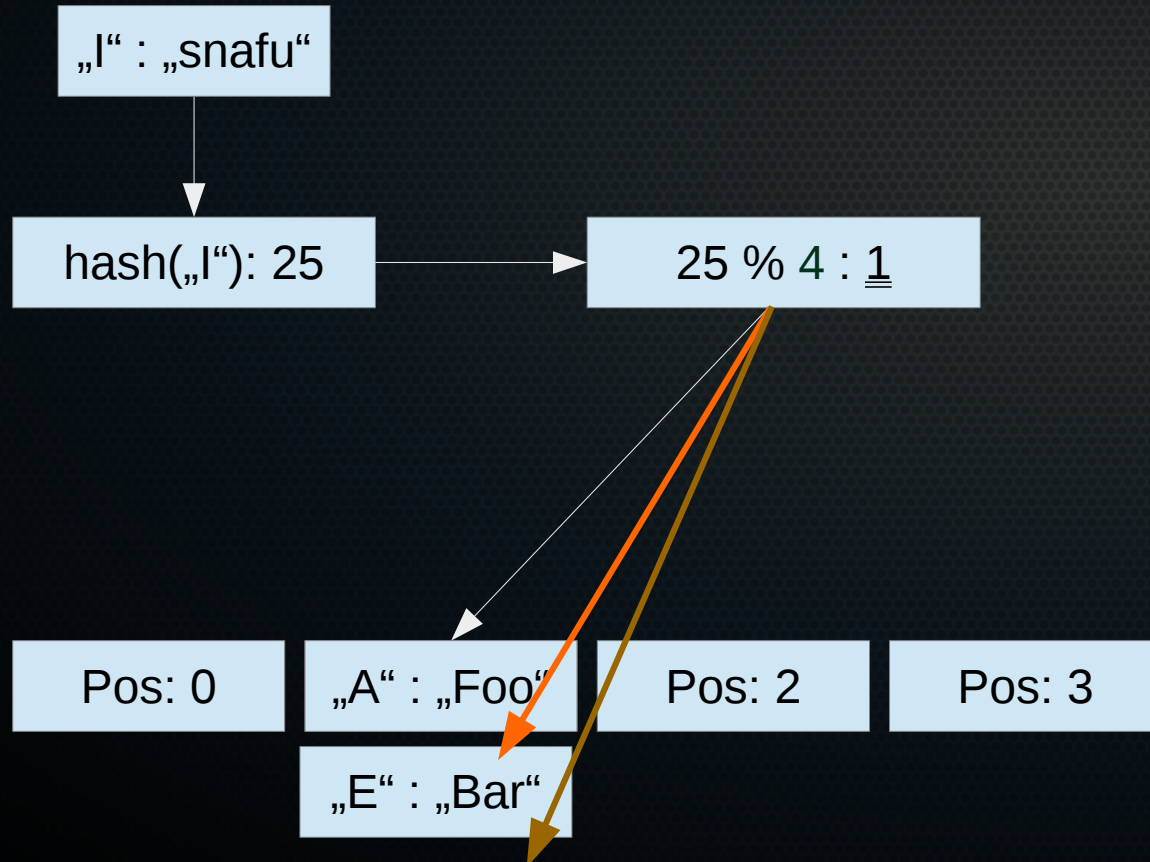 „I“ : „snafu“
hash(„I“): 25
25 % 4 : 1
Pos: 0
„A“ : „Foo“
Pos: 2
Pos: 3
„E“ : „Bar“